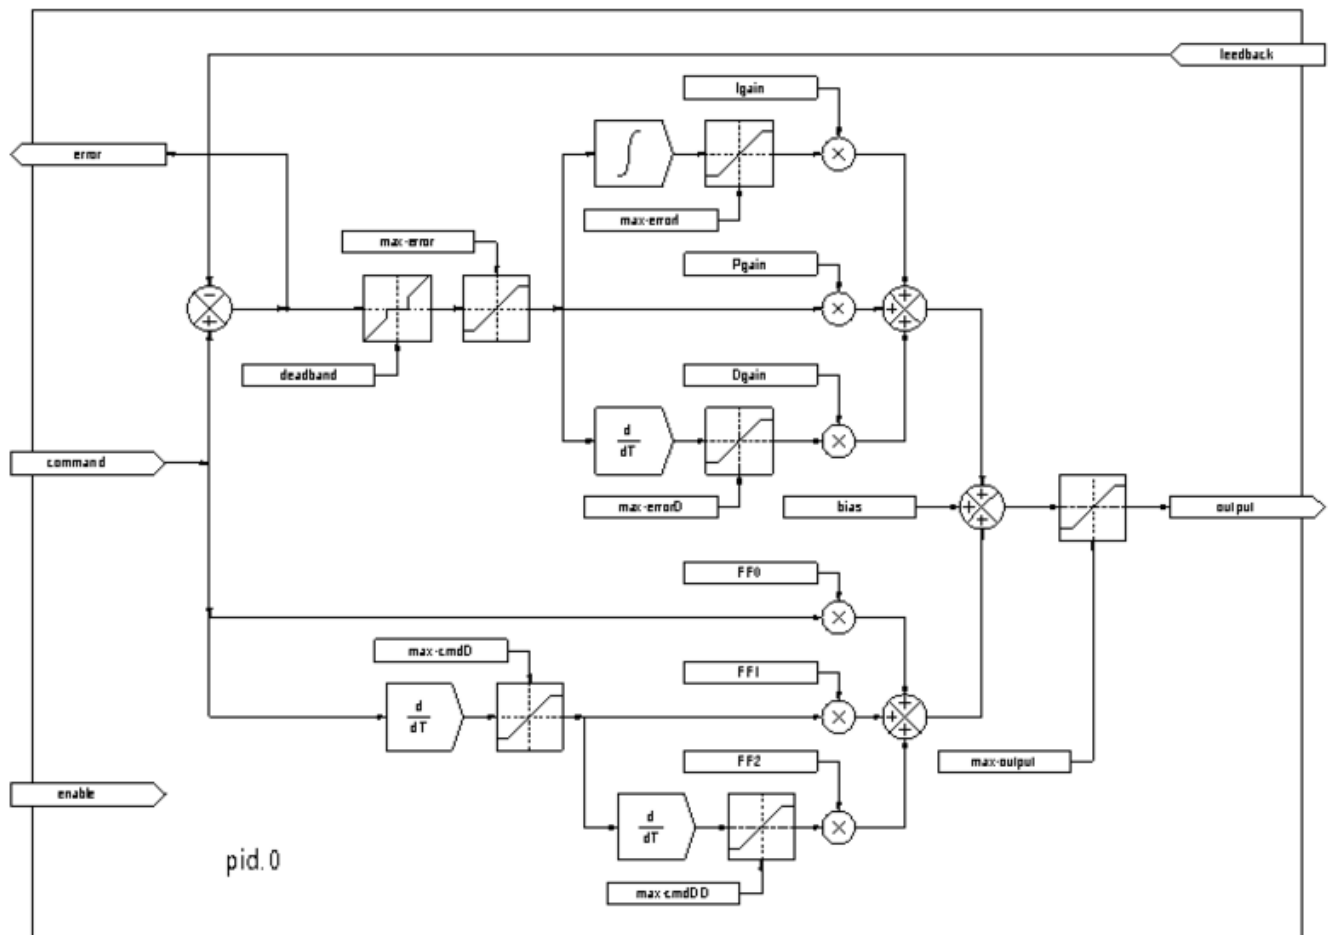 feedback
Igain
error
max-errorI
max-error
Pgain
deadband
Dgain
d
dT
command
max-errorD
bias
output
FF0
max-cmdD
FF1
d
dT
FF2
max-output
enable
d
dT
pid.0
max-cmdDD